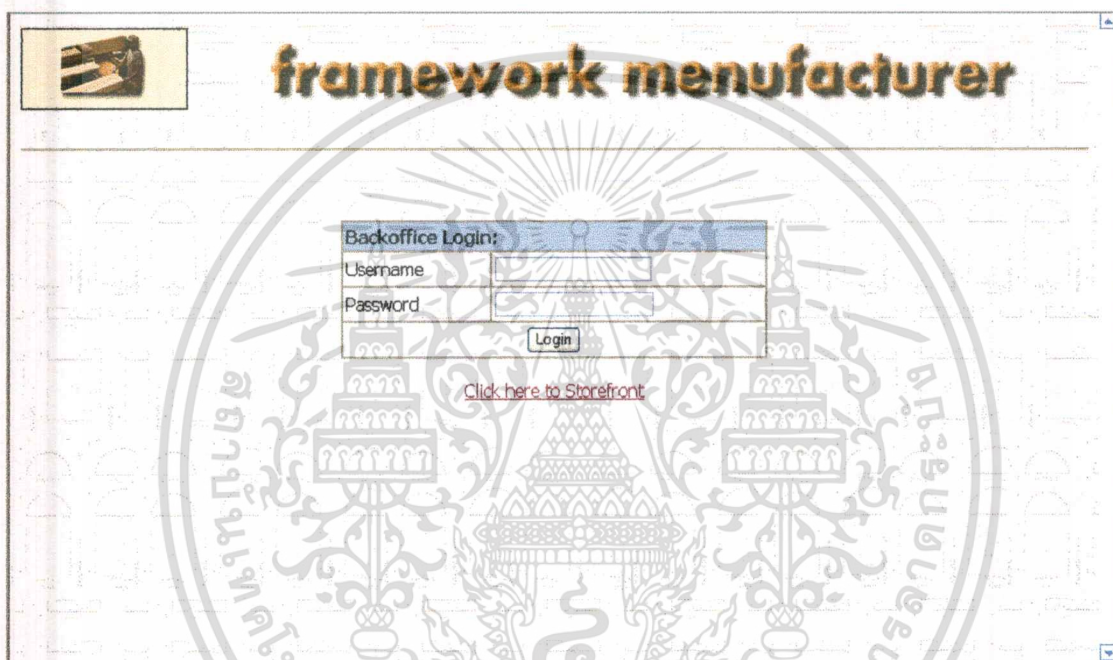 framework menufacturer
Backoffice Login:
Username
Password
Login
Click here to Storefront